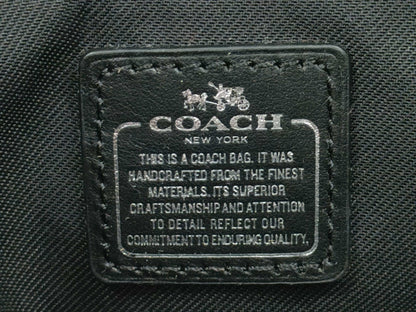 COACH
NEW YORK
THIS IS A COACH BAG. IT WAS
HANDCRAFTED FROM THE FINEST
MATERIALS. ITS SUPERIOR
CRAFTSMANSHIP AND ATTENTION
TO DETAIL REFLECT OUR
COMMITMENT TO ENDURING QUALITY.